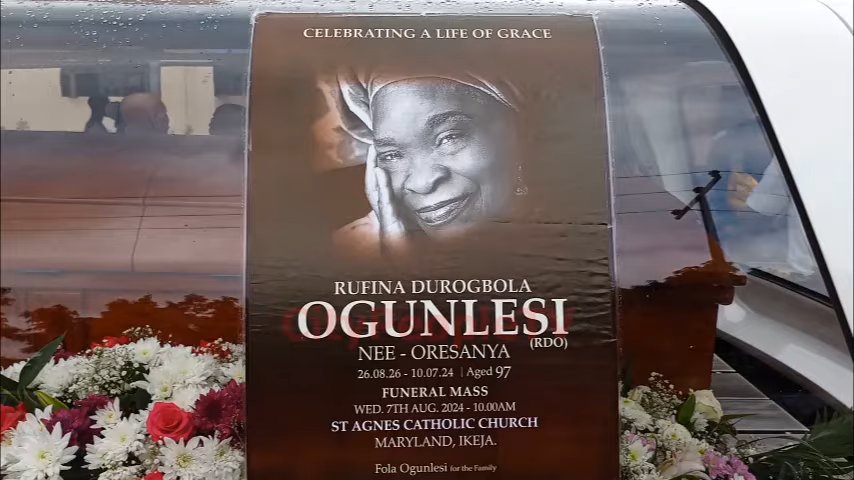 CELEBRATING A LIFE OF GRACE
RUFINA DUROGBOLA
OGUNLESI
(RDO)
NEE - ORESANYA
26.08.26 - 10.07.24 | Aged 97
FUNERAL MASS
WED. 7TH AUG. 2024 - 10.00AM
ST AGNES CATHOLIC CHURCH
MARYLAND, IKEJA.
Fola Ogunlesi for the Family